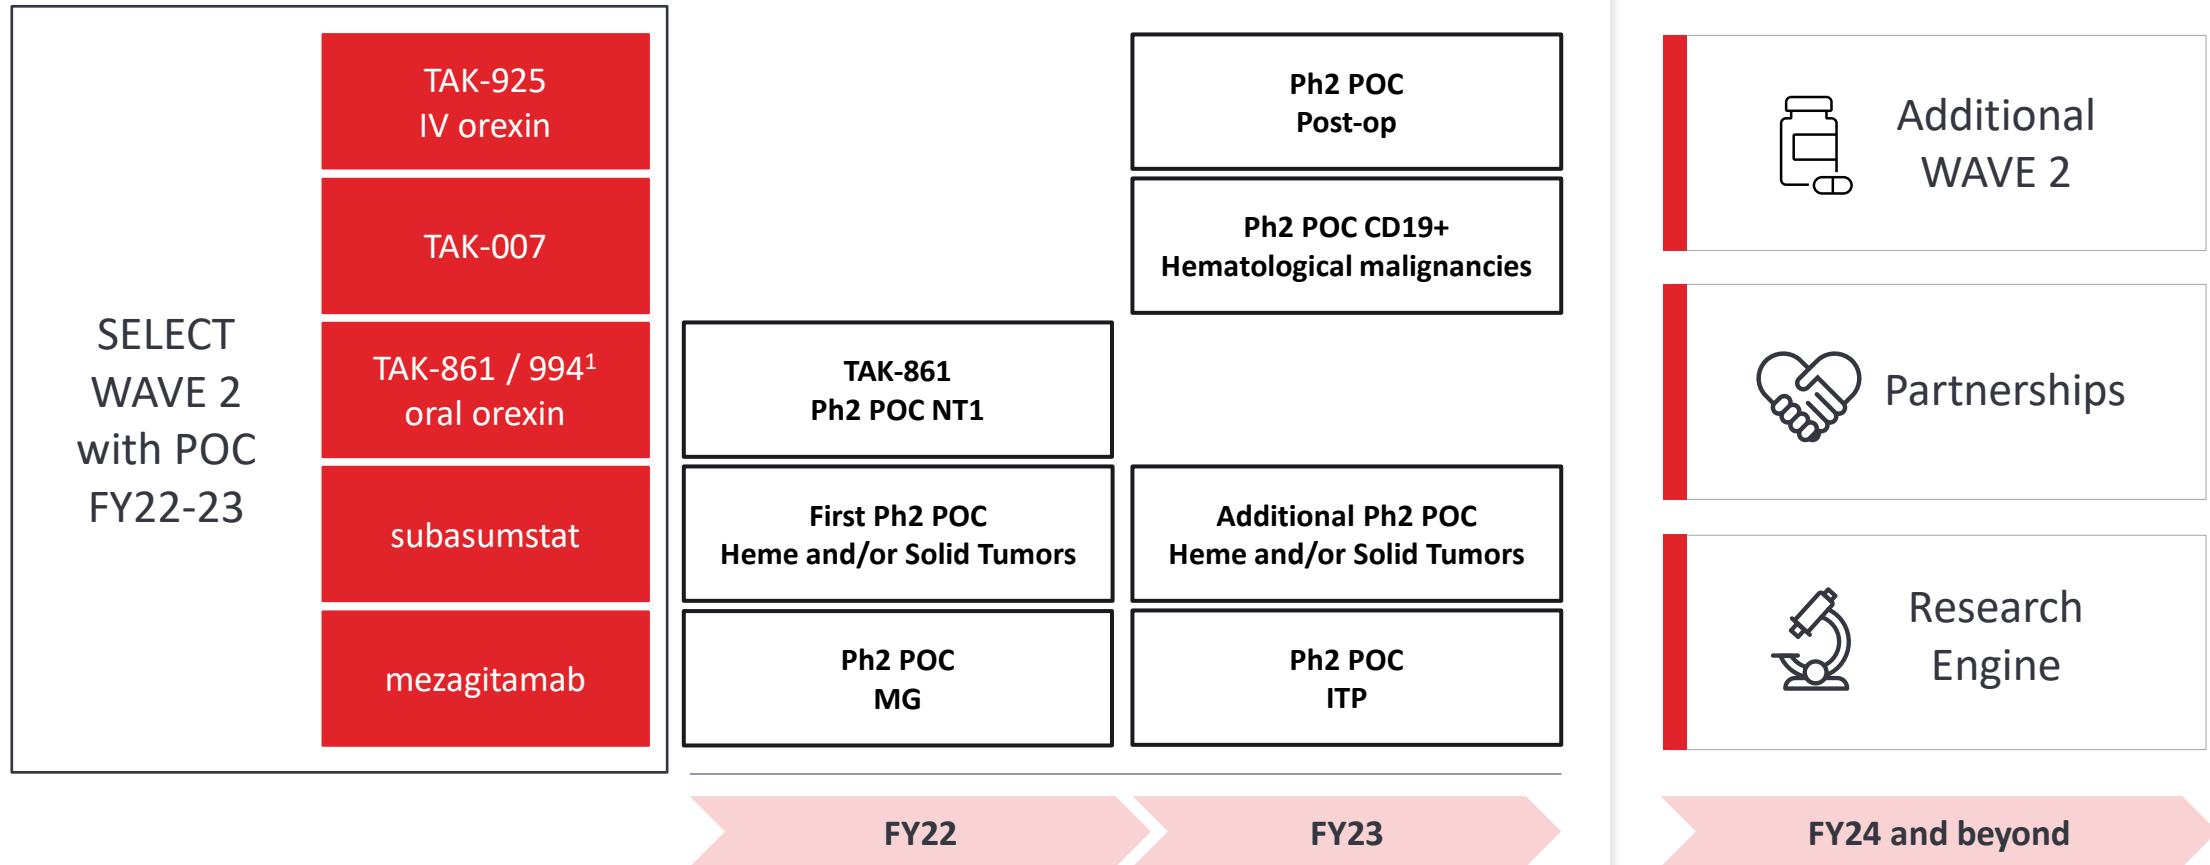 SELECT
WAVE 2
with POC
FY22-23
TAK-925
IV orexin
Ph2 POC
Post-op
TAK-007
Ph2 POC CD19+
Hematological malignancies
TAK-861 / 994¹
oral orexin
TAK-861
Ph2 POC NT1
subasumstat
First Ph2 POC
Heme and/or Solid Tumors
Additional Ph2 POC
Heme and/or Solid Tumors
mezagitamab
Ph2 POC
MG
Ph2 POC
ITP
FY22
FY23
Additional
WAVE 2
Partnerships
Research
Engine
FY24 and beyond